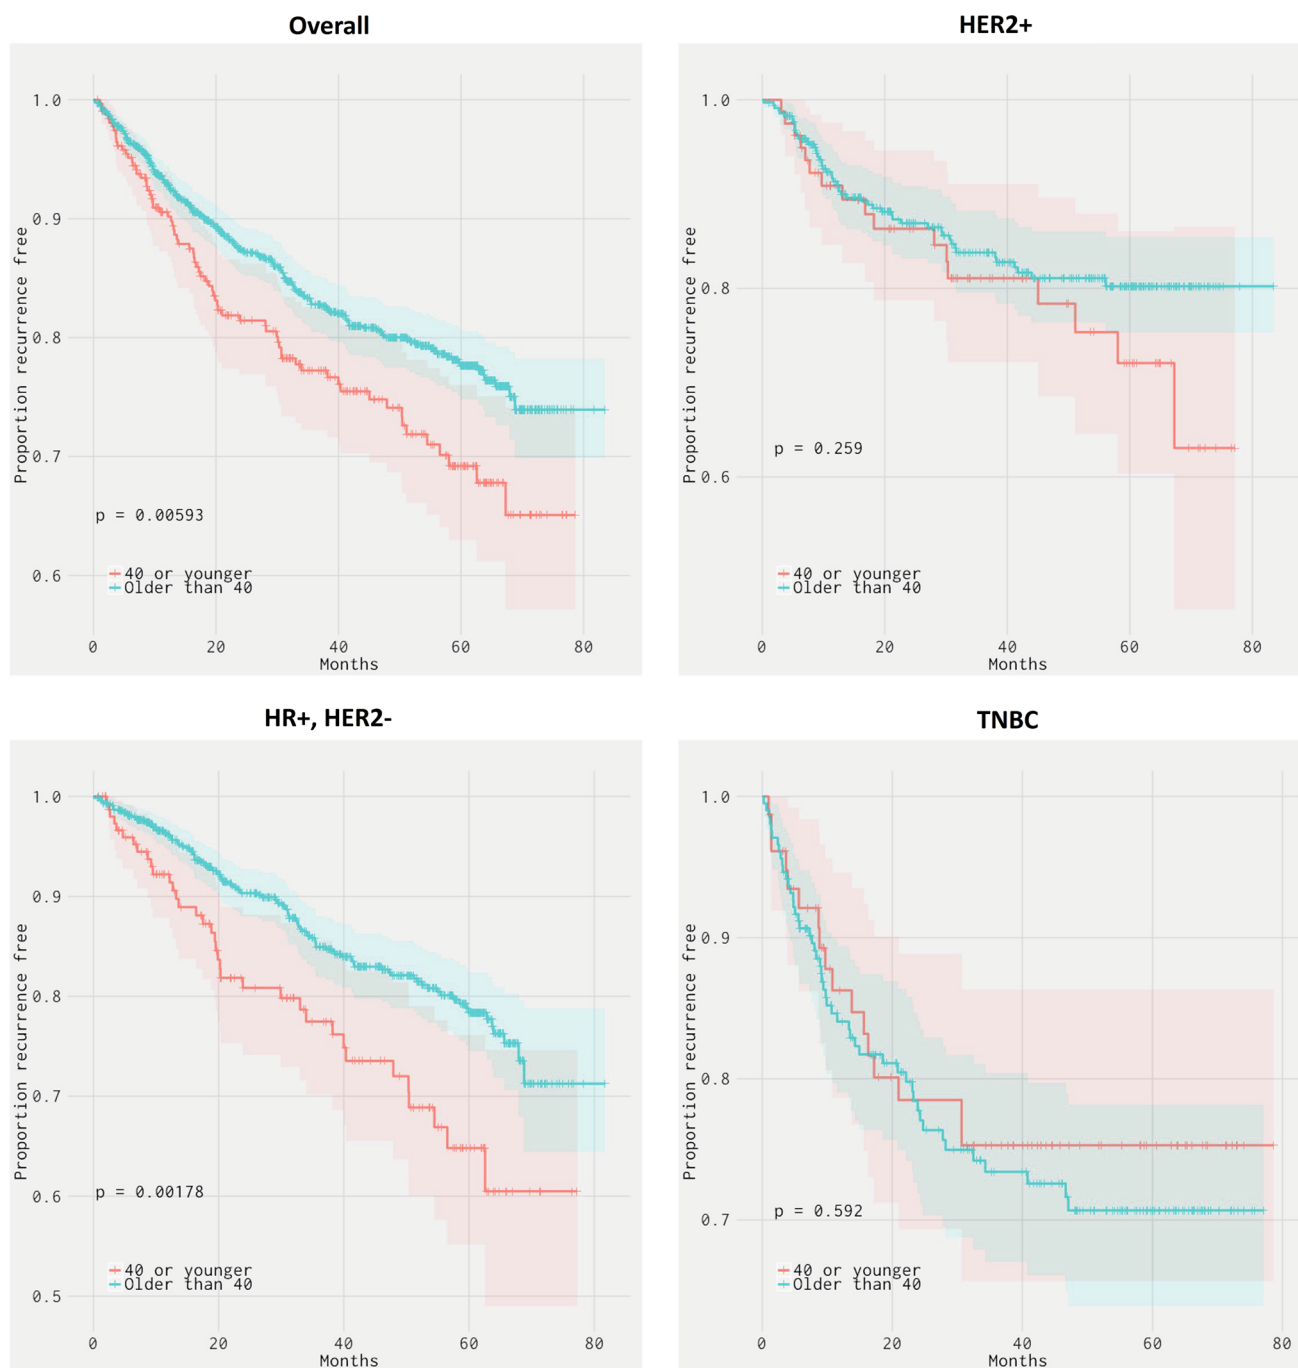 Overall
Proportion recurrence free
1.0
0.9
0.8
0.7
0.6
p = 0.00593
40 or younger
Older than 40
0 20 40 60 80
Months
HER2+
Proportion recurrence free
1.0
0.8
0.6
p = 0.259
40 or younger
Older than 40
0 20 40 60 80
Months
HR+, HER2-
Proportion recurrence free
1.0
0.9
0.8
0.7
0.6
0.5
p = 0.00178
40 or younger
Older than 40
0 20 40 60 80
Months
TNBC
Proportion recurrence free
1.0
0.9
0.8
0.7
p = 0.592
40 or younger
Older than 40
0 20 40 60 80
Months